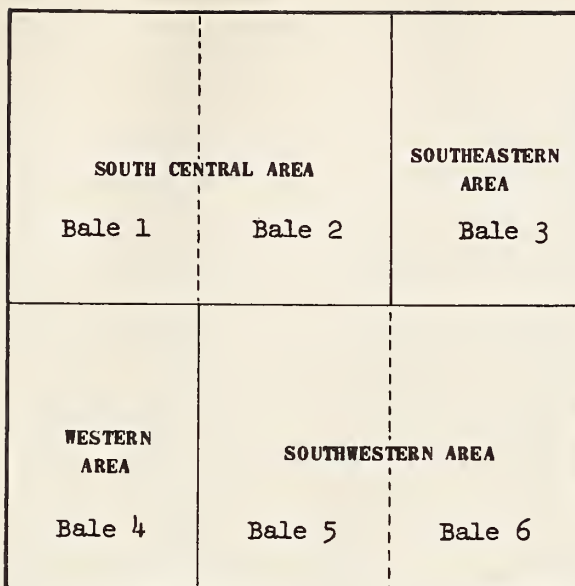 SOUTH CENTRAL AREA
SOUTHEASTERN
AREA
Bale 1
Bale 2
Bale 3
WESTERN
AREA
SOUTHWESTERN AREA
Bale 4
Bale 5
Bale 6